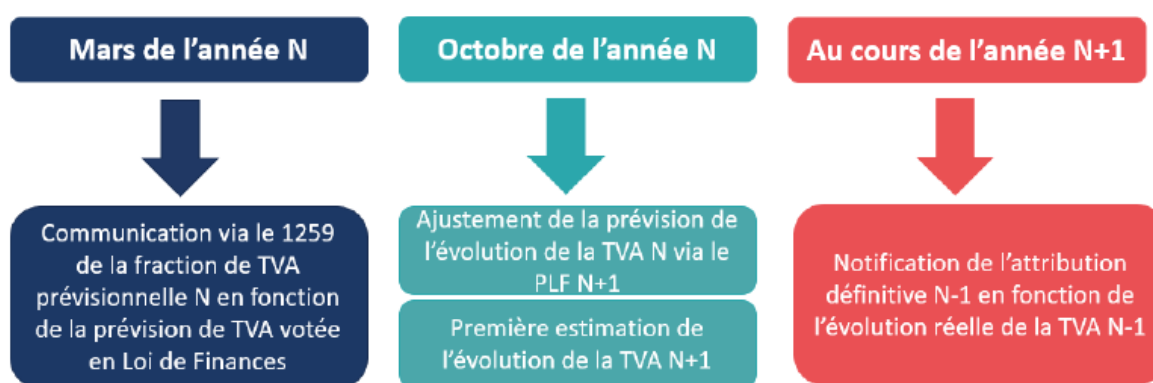 Mars de l'année N
Communication via le 1259
de la fraction de TVA
prévisionnelle N en fonction
de la prévision de TVA votée
en Loi de Finances
Octobre de l'année N
Ajustement de la prévision de
l'évolution de la TVA N via le
PLF N+1
Première estimation de
l'évolution de la TVA N+1
Au cours de l'année N+1
Notification de l'attribution
définitive N-1 en fonction de
l'évolution réelle de la TVA N-1